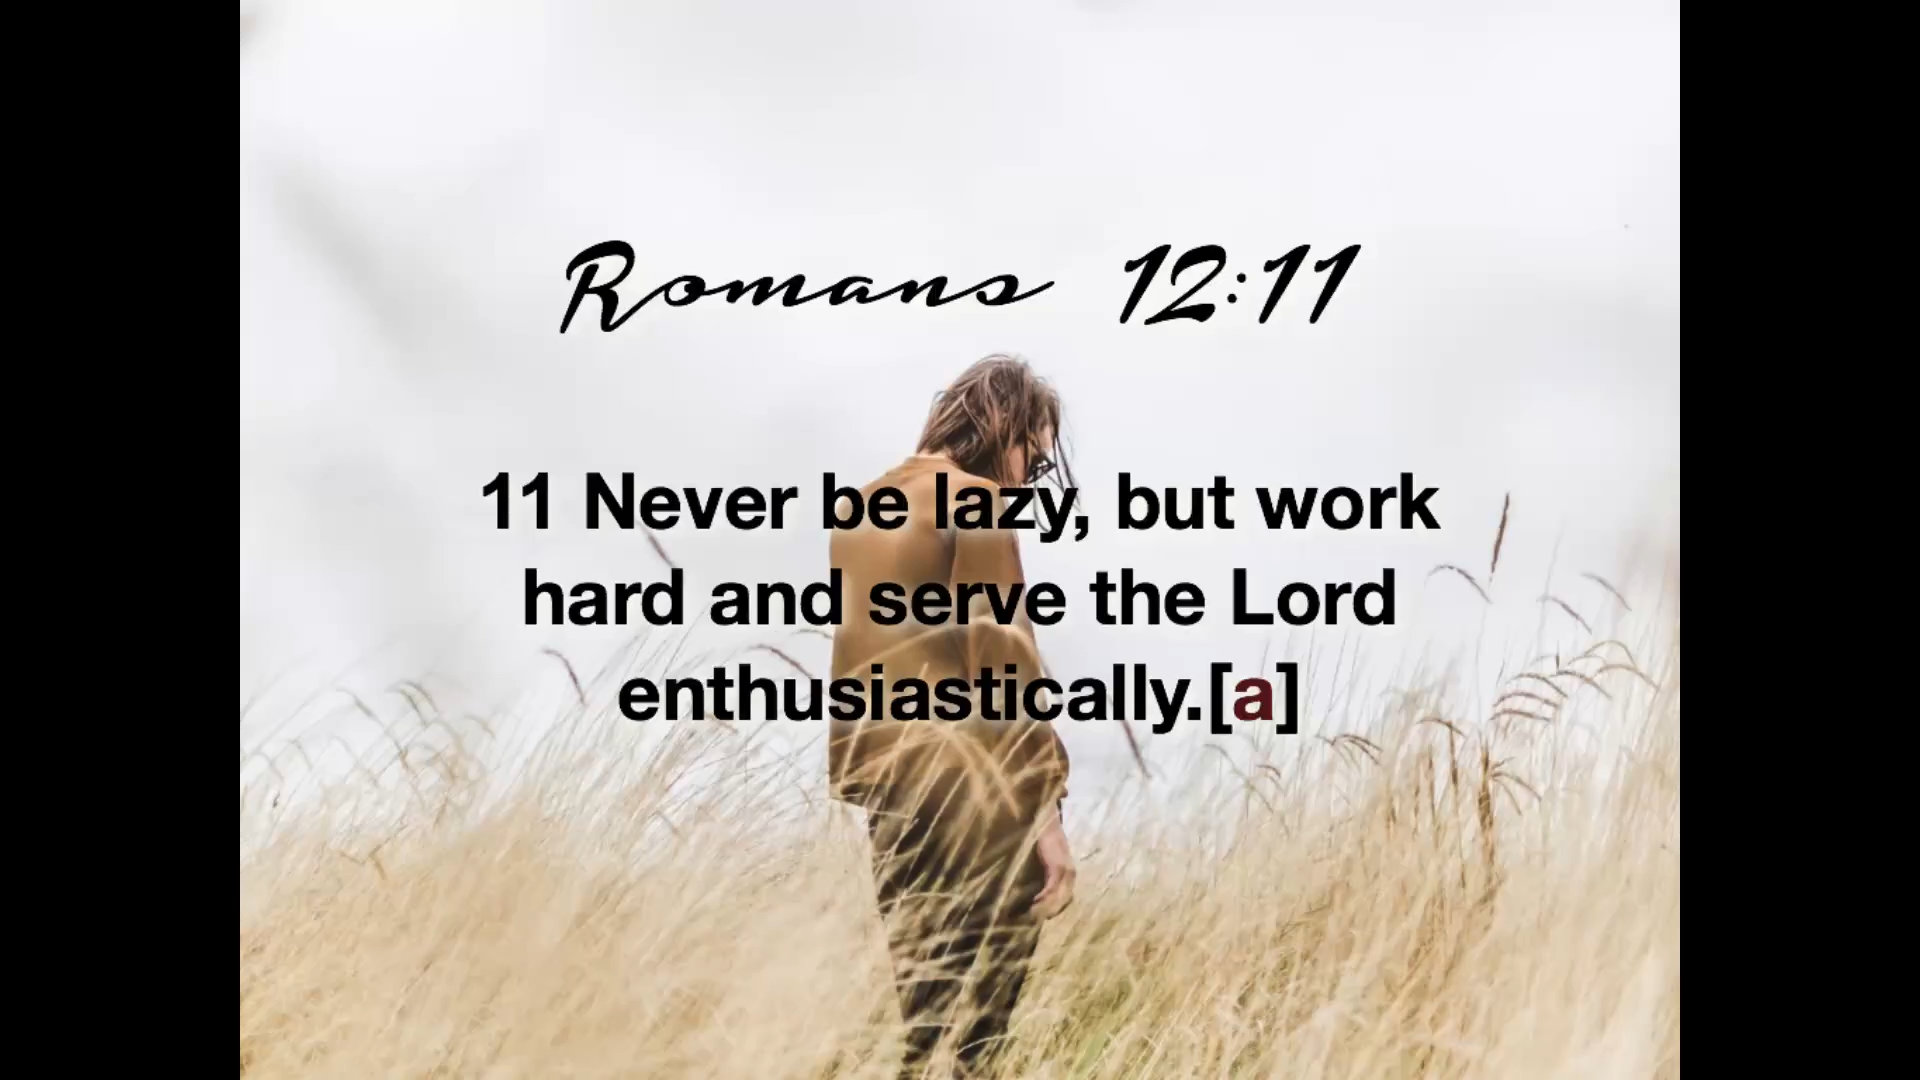 Romans 12:11
11 Never be lazy, but work
hard and serve the Lord
enthusiastically.[a]